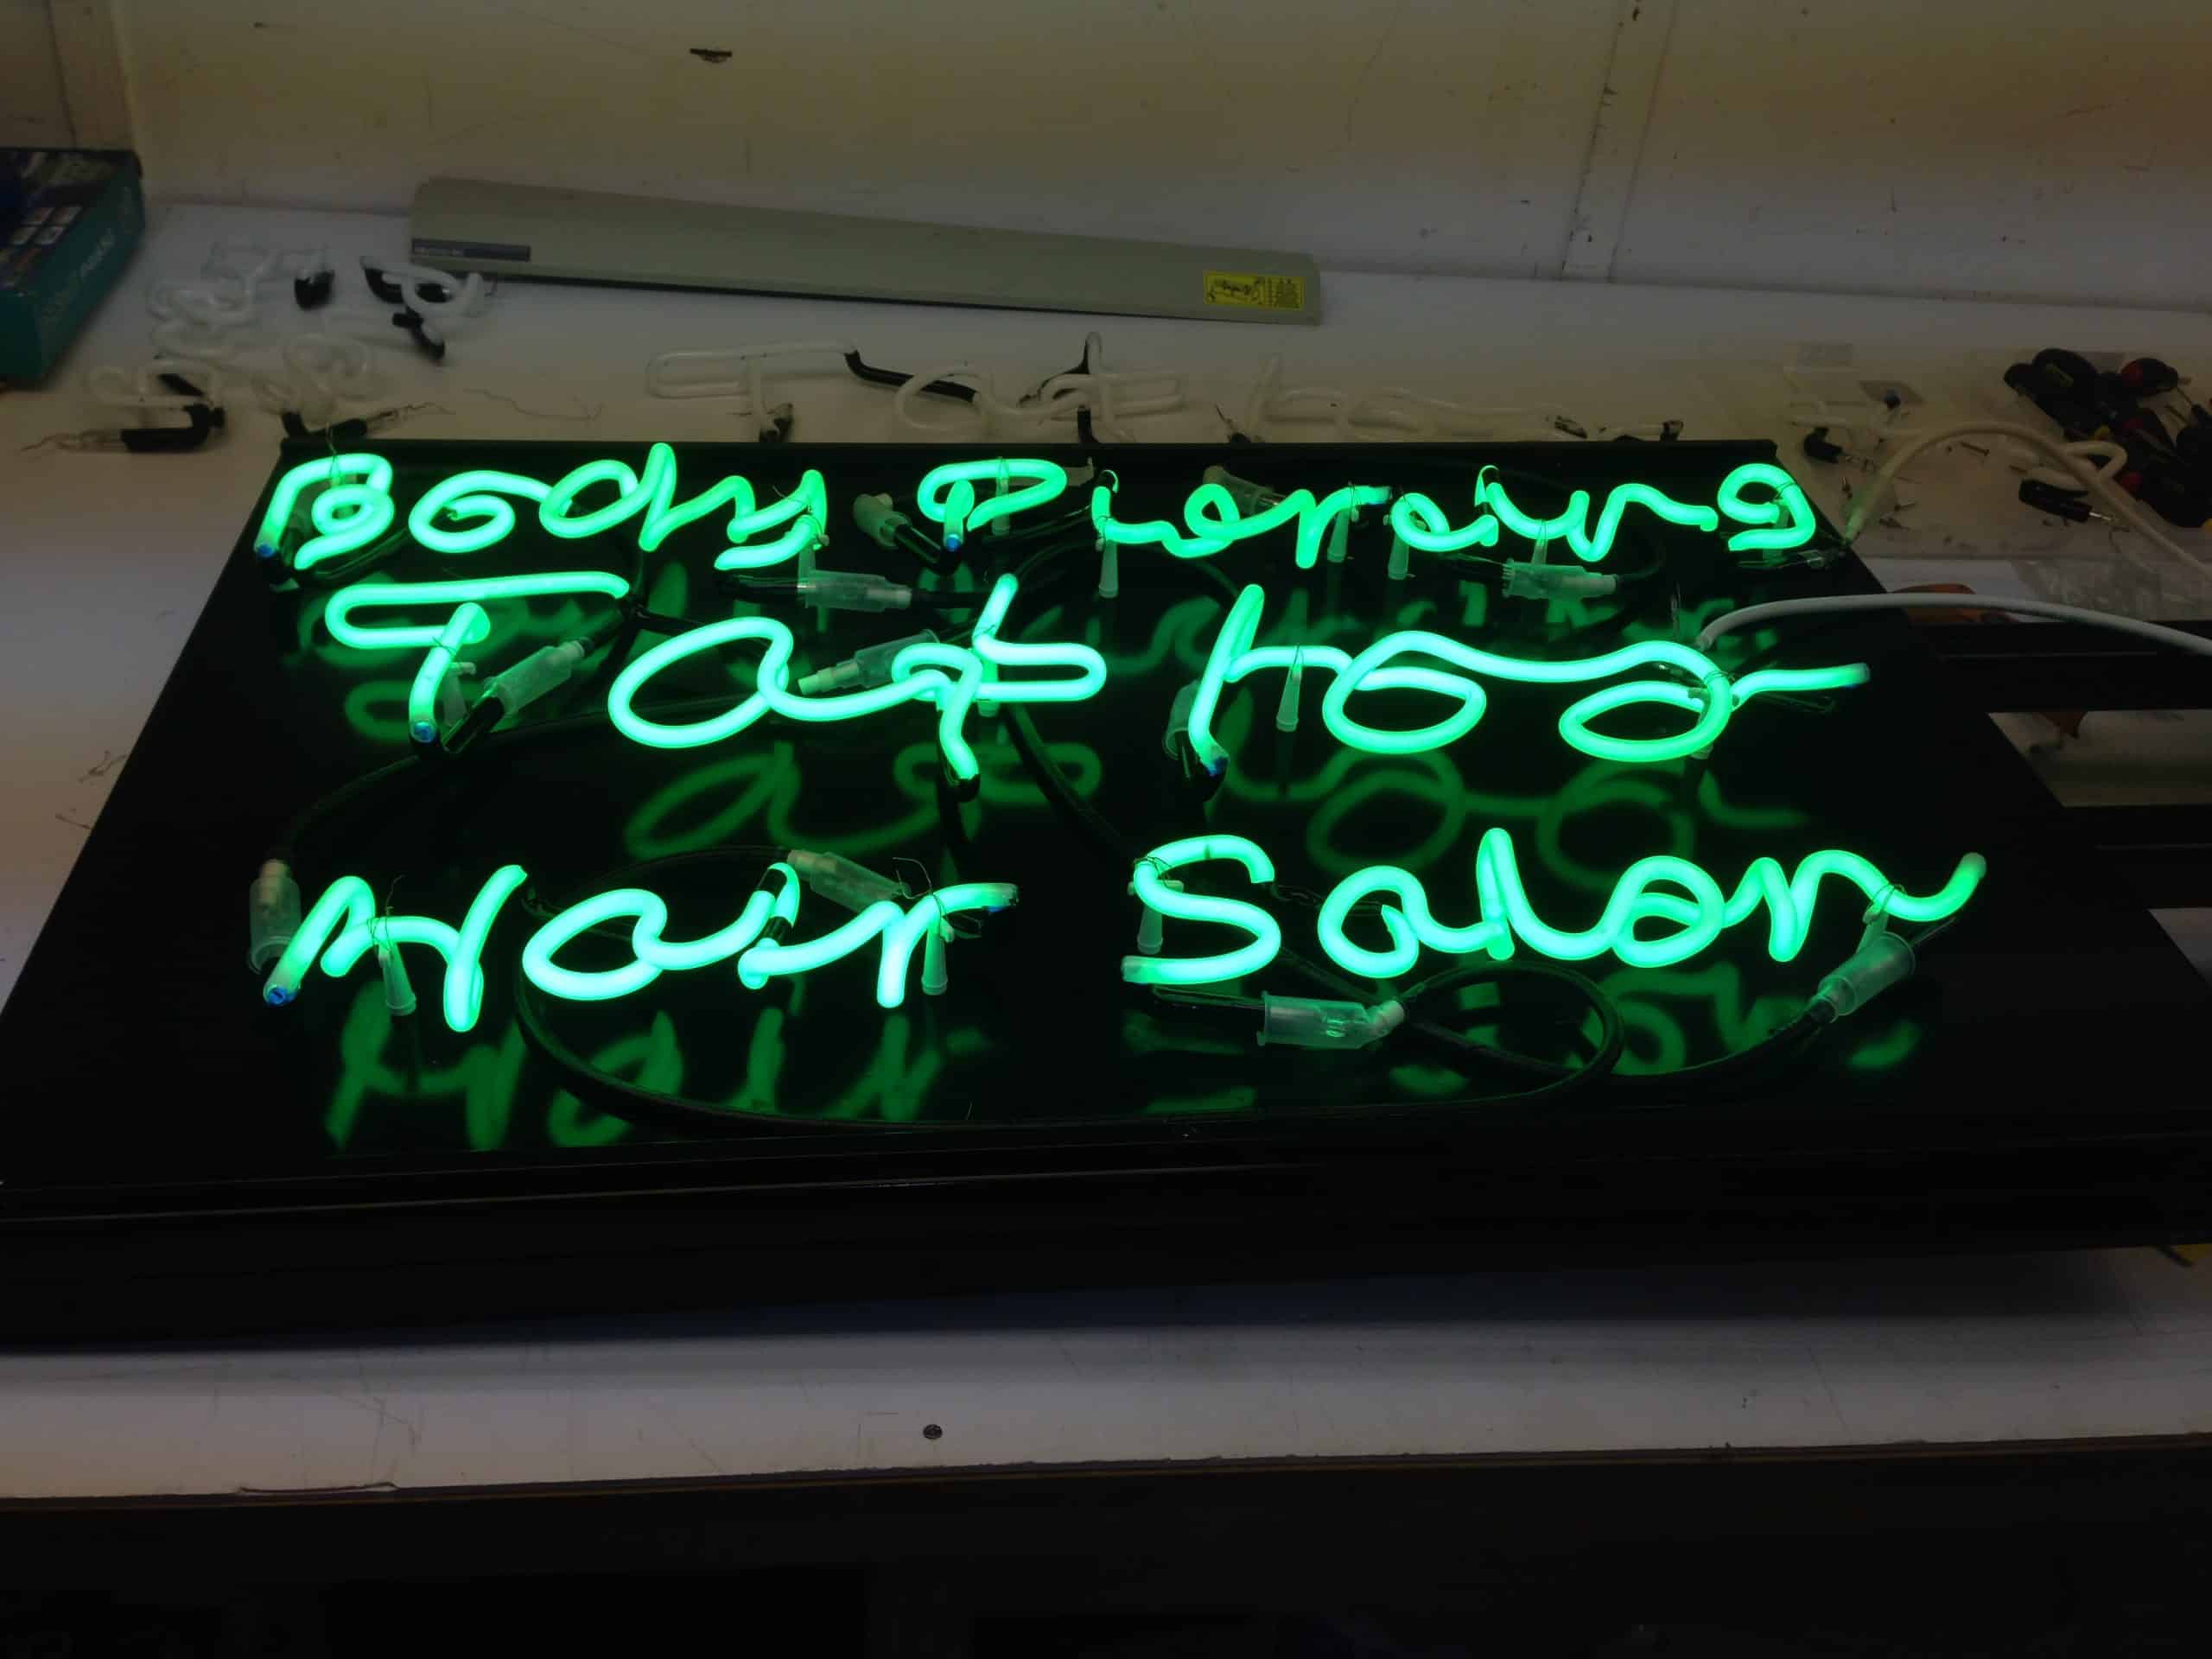 Body Piercing
Tattoo
Hair Salon